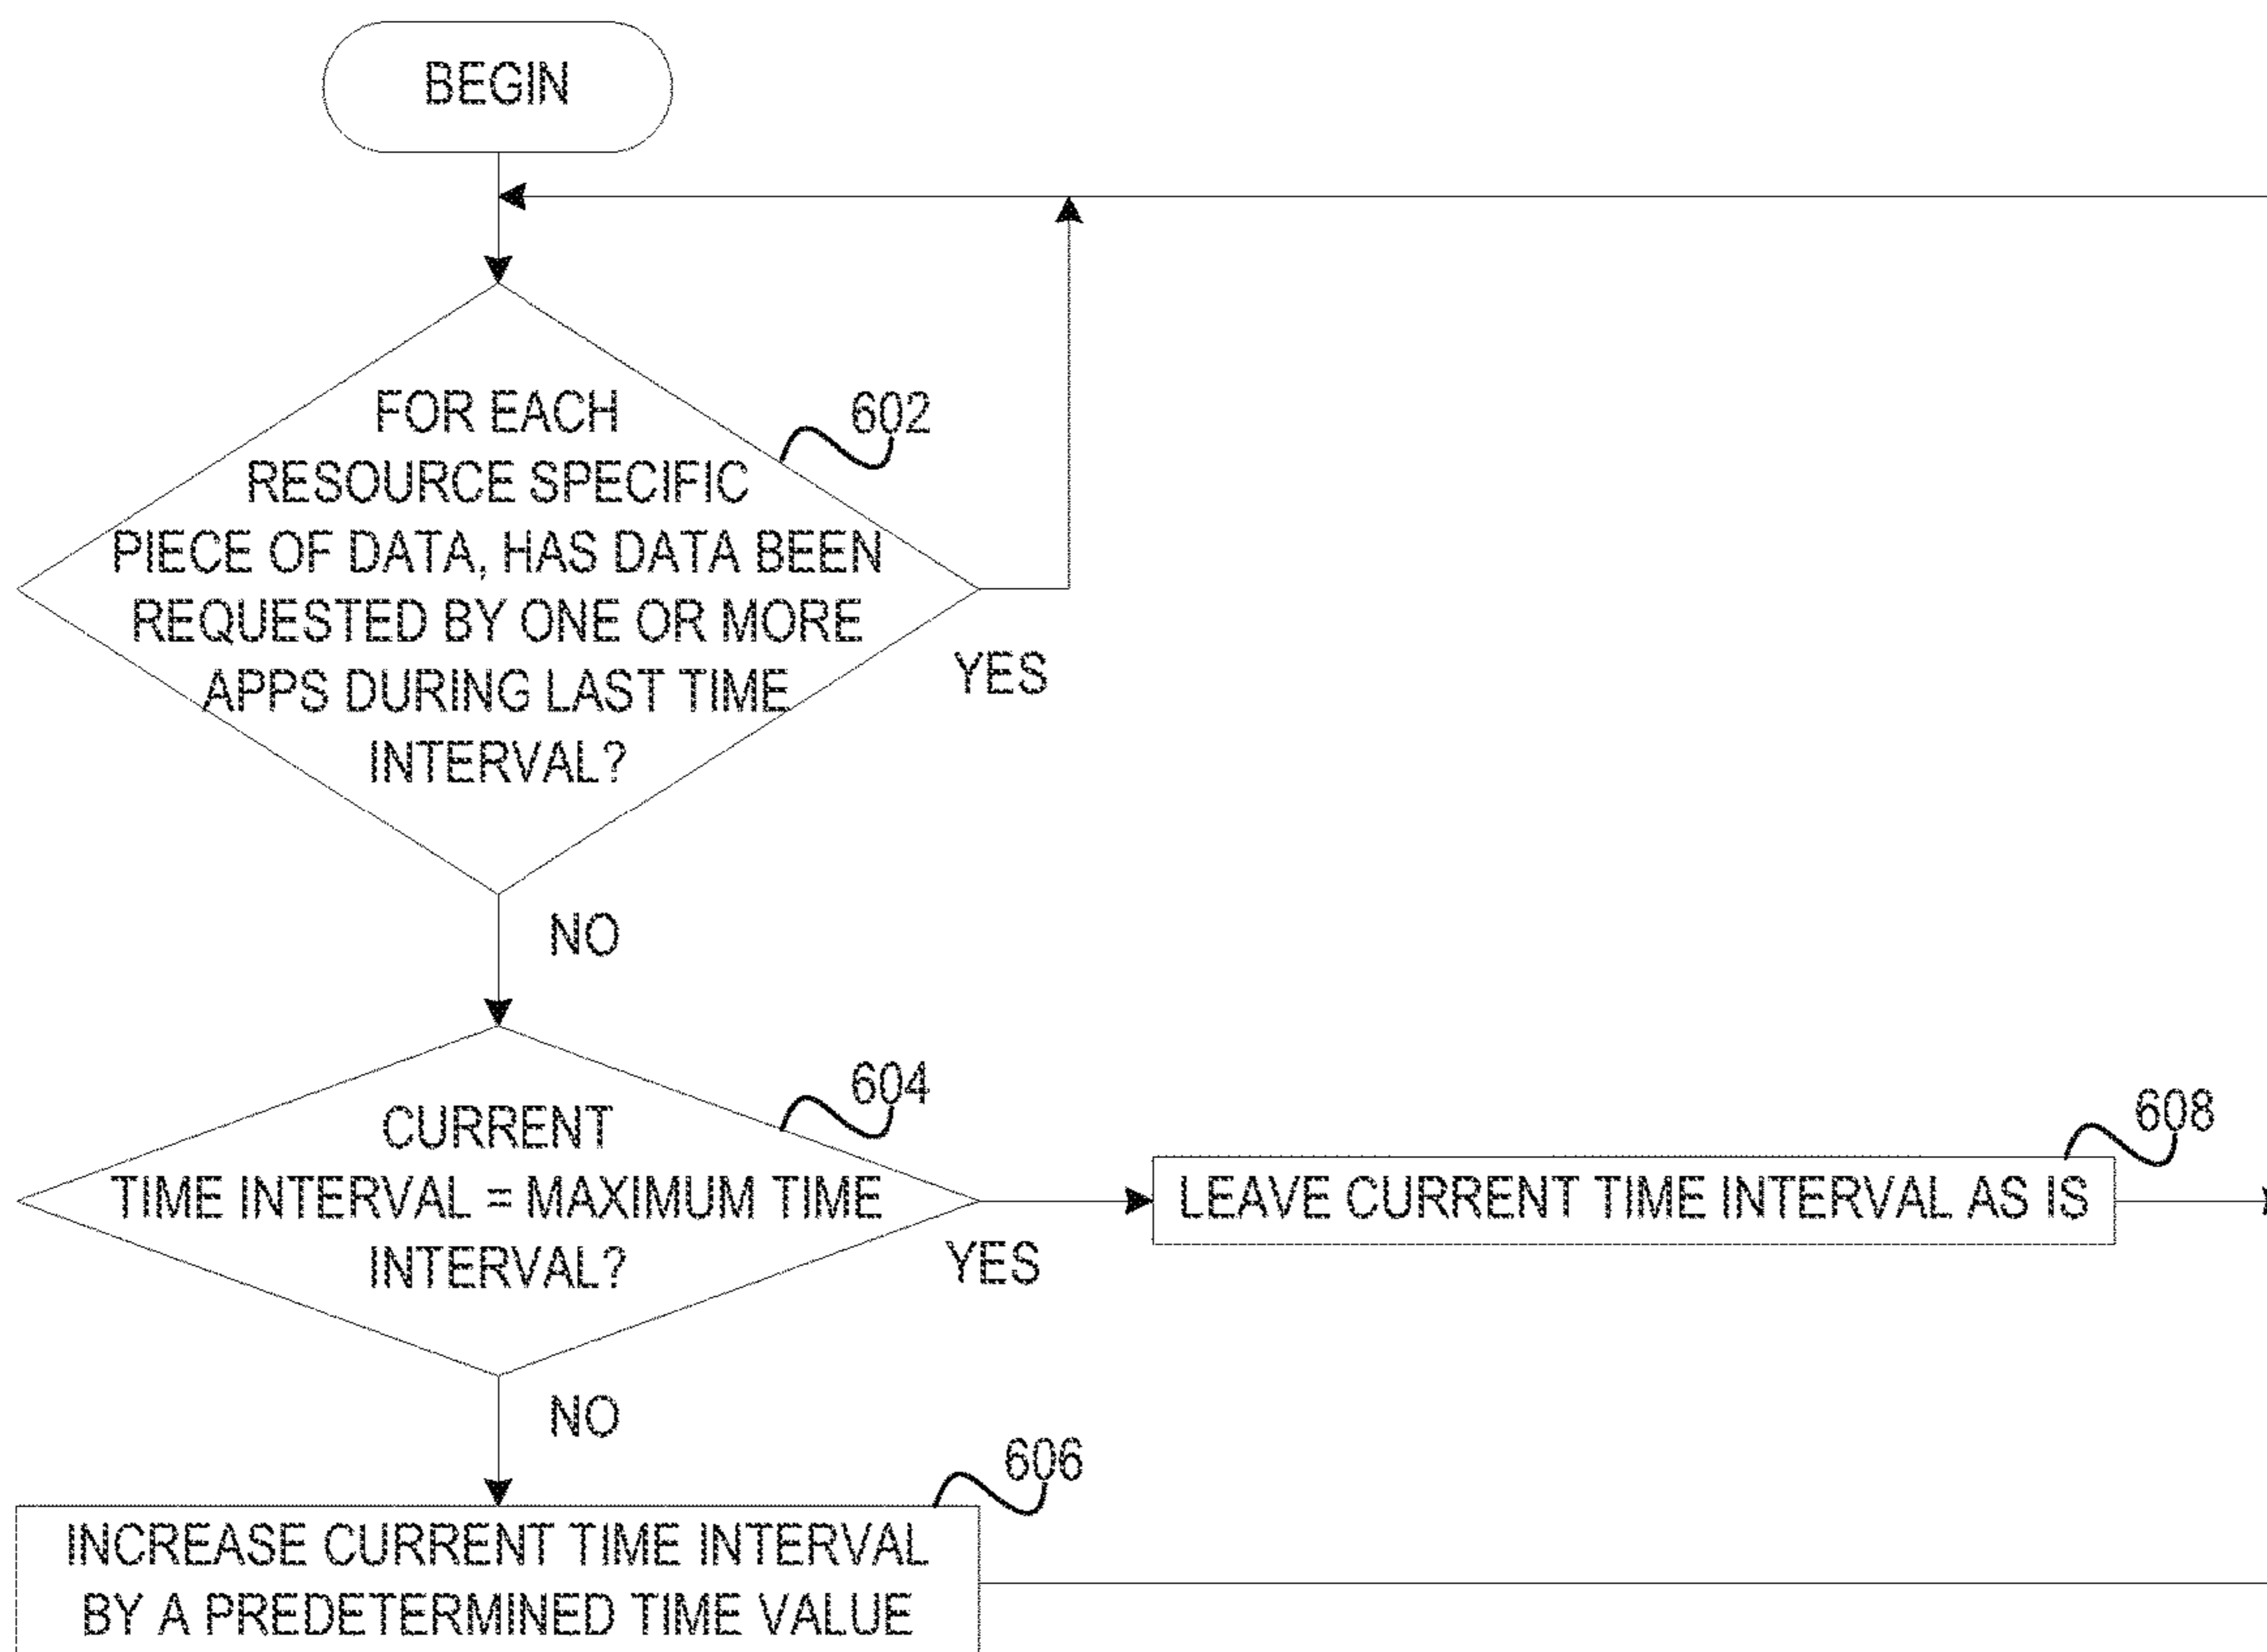 BEGIN
FOR EACH
RESOURCE SPECIFIC
PIECE OF DATA, HAS DATA BEEN
REQUESTED BY ONE OR MORE
APPS DURING LAST TIME
INTERVAL?
602
YES
NO
CURRENT
TIME INTERVAL = MAXIMUM TIME
INTERVAL?
604
YES
LEAVE CURRENT TIME INTERVAL AS IS
608
NO
INCREASE CURRENT TIME INTERVAL
BY A PREDETERMINED TIME VALUE
606